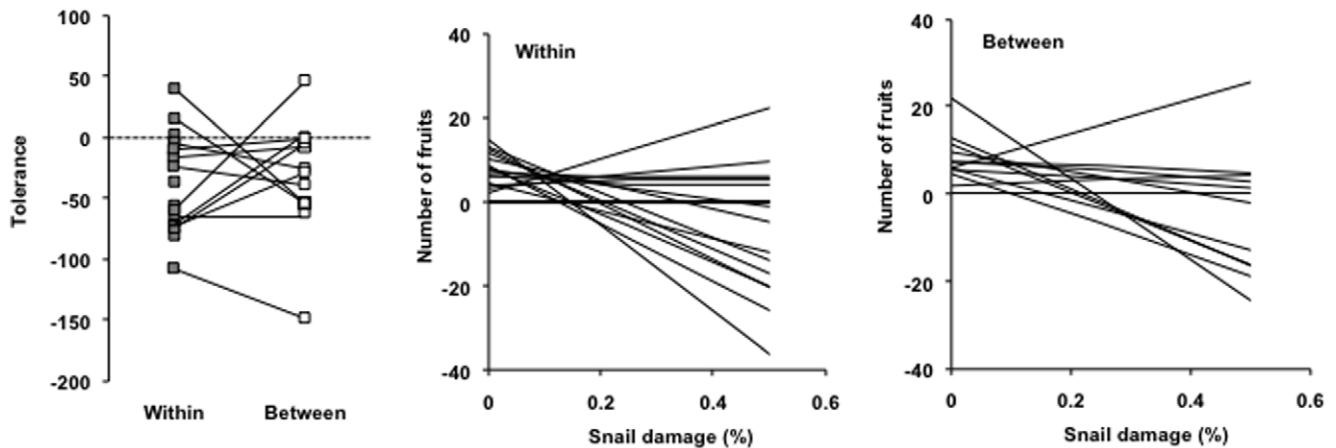 100
50
0
-50
-100
-150
-200
Tolerance
Within
Between
40
20
0
-20
-40
Number of fruits
Within
0
0.2
0.4
0.6
Snail damage (%)
40
20
0
-20
-40
Number of fruits
Between
0
0.2
0.4
0.6
Snail damage (%)